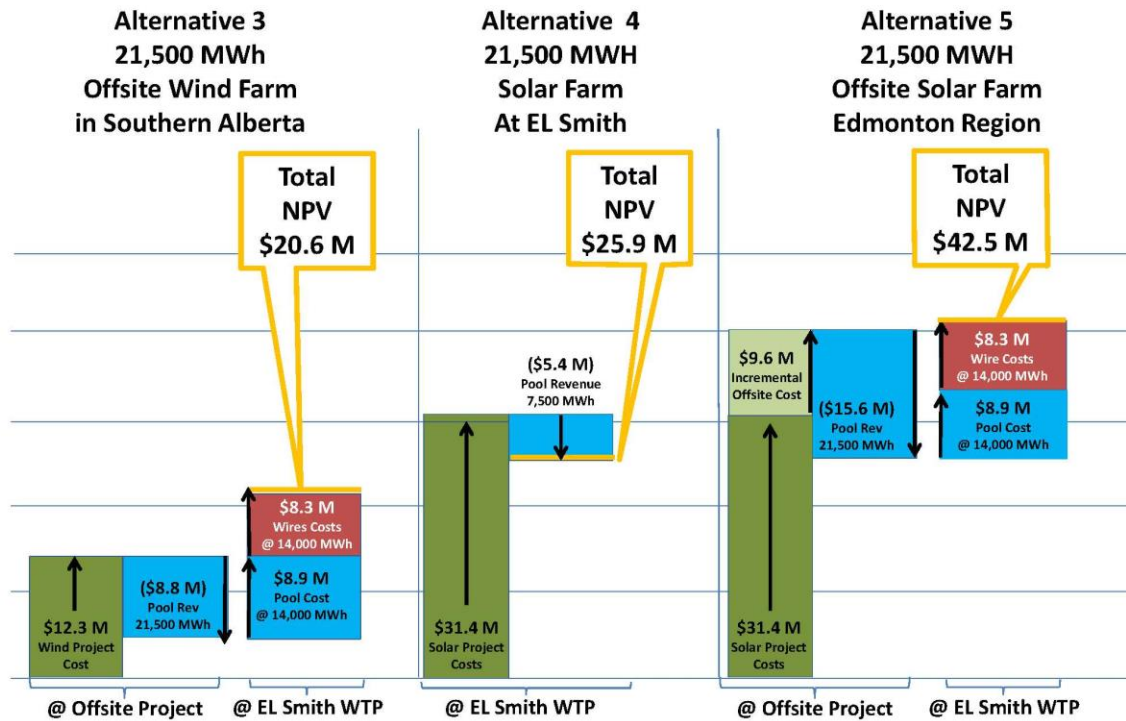 Alternative 3
21,500 MWh
Offsite Wind Farm
in Southern Alberta
Total
NPV
$20.6 M
$8.3 M
Wires Costs
@ 14,000 MWh
$12.3 M
Wind Project
Cost
($8.8 M)
Pool Rev
21,500 MWh
$8.9 M
Pool Cost
@ 14,000 MWh
@ Offsite Project
@ EL Smith WTP
Alternative 4
21,500 MWH
Solar Farm
At EL Smith
Total
NPV
$25.9 M
($5.4 M)
Pool Revenue
7,500 MWh
$31.4 M
Solar Project
Costs
@ EL Smith WTP
Alternative 5
21,500 MWH
Offsite Solar Farm
Edmonton Region
Total
NPV
$42.5 M
$9.6 M
Incremental
Offsite Cost
($15.6 M)
Pool Rev
21,500 MWh
$8.3 M
Wire Costs
@ 14,000 MWh
$8.9 M
Pool Cost
@ 14,000 MWh
$31.4 M
Solar Project
Costs
@ Offsite Project
@ EL Smith WTP